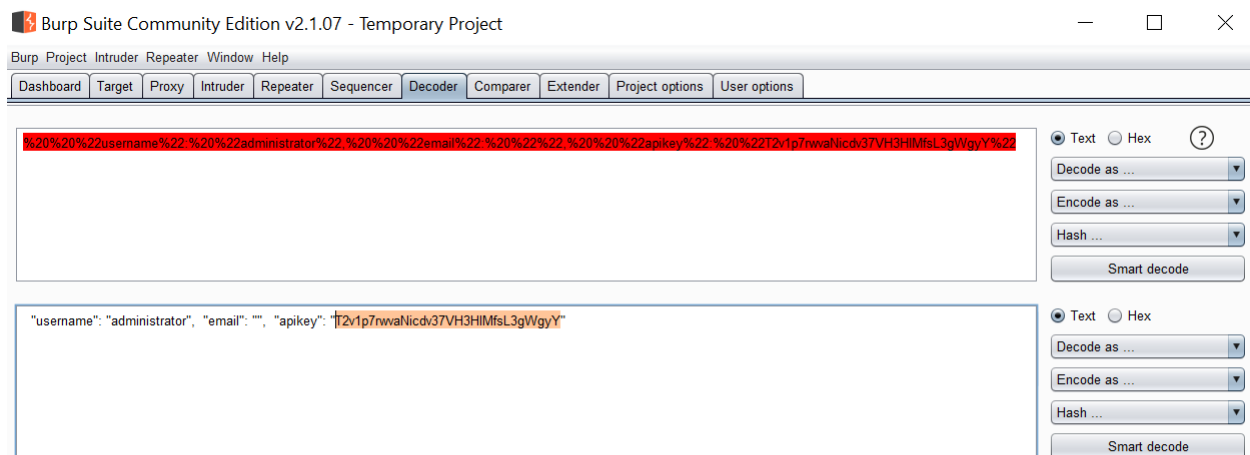 Burp Suite Community Edition v2.1.07 - Temporary Project
Burp Project Intruder Repeater Window Help
Dashboard Target Proxy Intruder Repeater Sequencer Decoder Comparer Extender Project options User options
%20%20%22username%22:%20%22administrator%22,%20%20%22email%22:%20%22%22,%20%20%22apikey%22:%20%22T2v1p7rwvaNicdv37VH3HlMfsL3gWgyY%22
Text Hex ?
Decode as ...
Encode as ...
Hash ...
Smart decode
"username": "administrator", "email": "", "apikey": "T2v1p7rwvaNicdv37VH3HlMfsL3gWgyY"
Text Hex
Decode as ...
Encode as ...
Hash ...
Smart decode